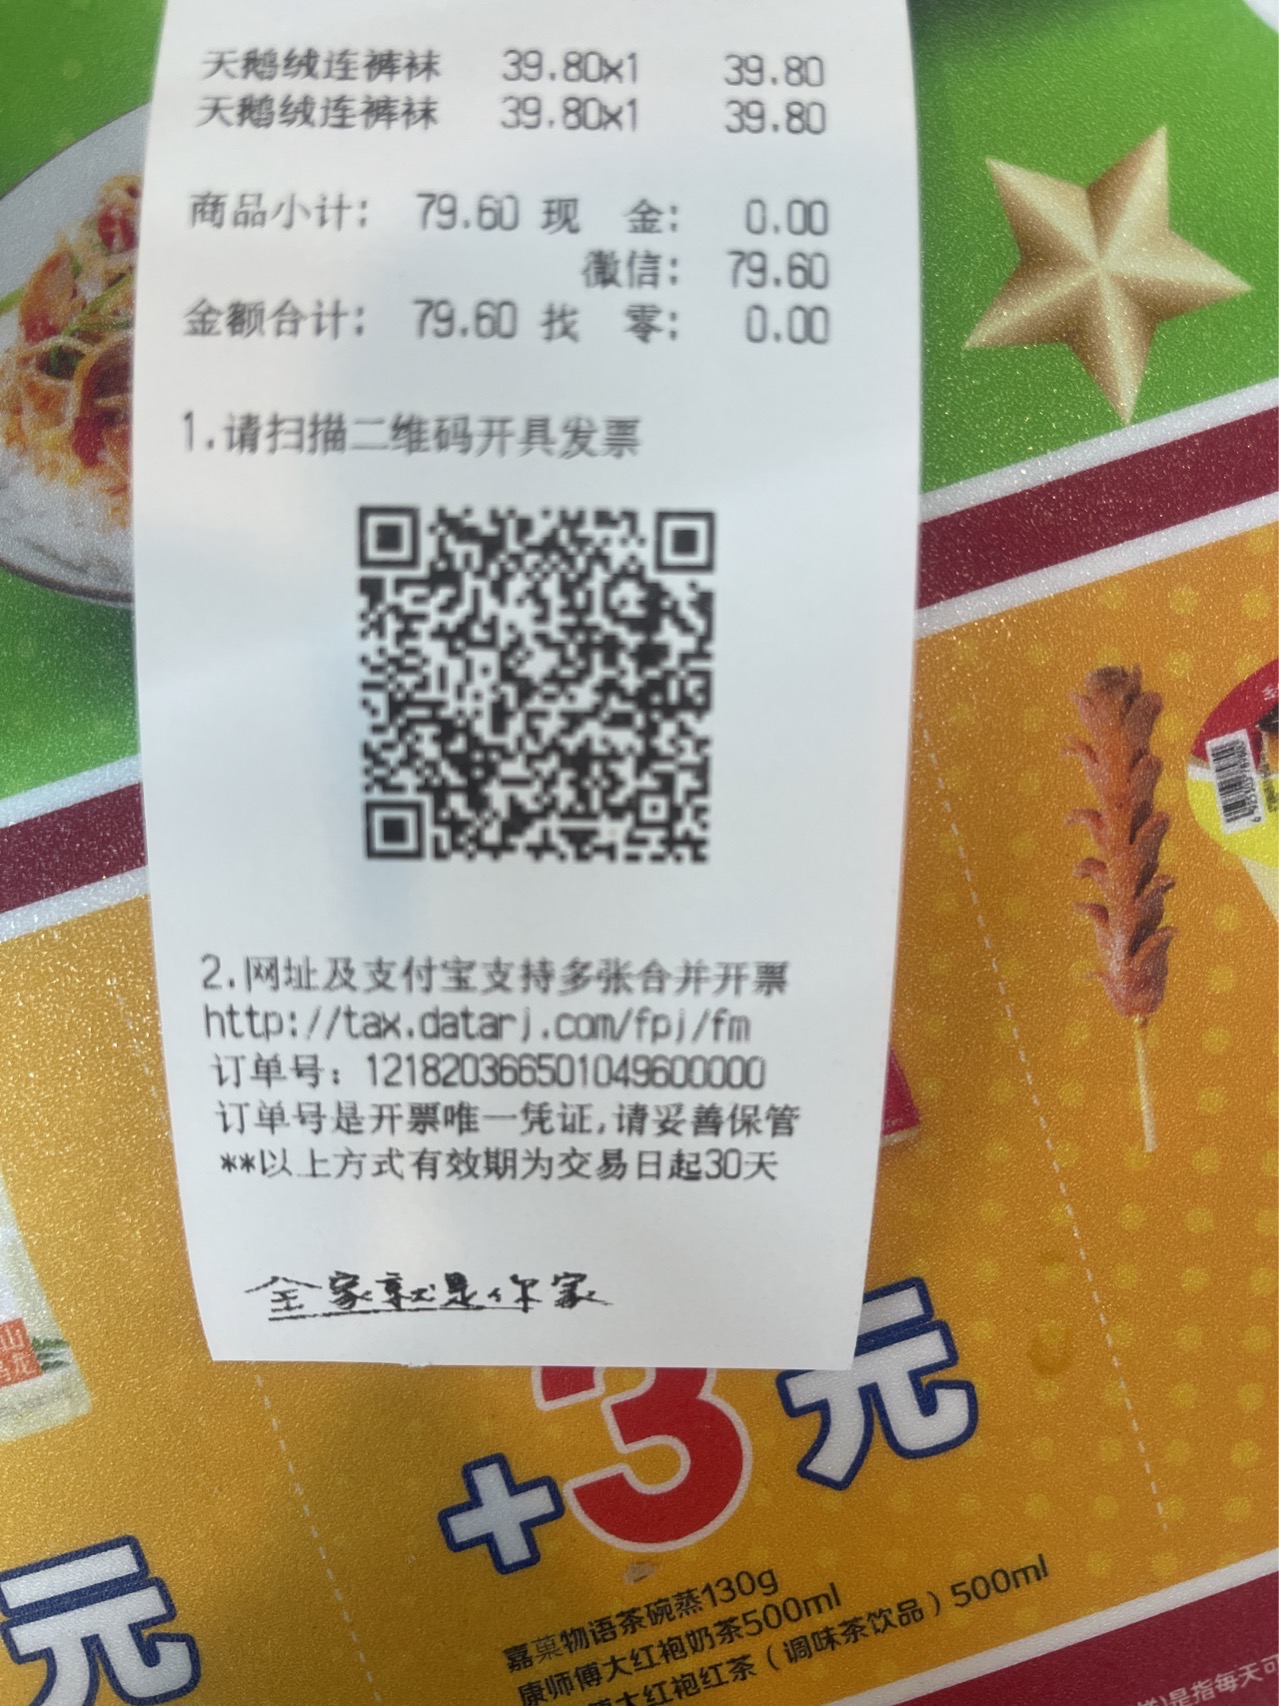 天鹅绒连裤袜 39.80x1 39.80
天鹅绒连裤袜 39.80x1 39.80
商品小计: 79.60 现 金: 0.00
微信: 79.60
金额合计: 79.60 找 零: 0.00
1.请扫描二维码开具发票
2.网址及支付宝支持多张合并开票
http://tax.datarj.com/fpj/fm
订单号: 121820366501049600000
订单号是开票唯一凭证,请妥善保管
**以上方式有效期为交易日起30天
全家就是你家
+3元
元
嘉菓物语茶碗蒸130g
康师傅大红袍奶茶500ml
大红袍红茶（调味茶饮品）500ml
是指每天可